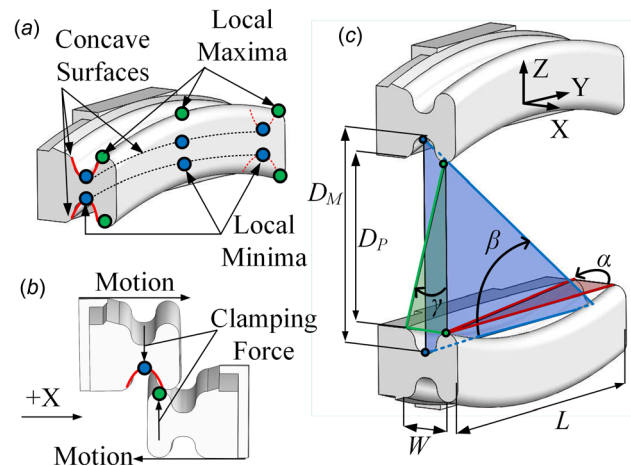 (a)
Concave
Surfaces
Local
Maxima
Local
Minima
(b)
Motion
Clamping
Force
+X
Motion
(c)
Z
Y
X
D_M
D_P
β
α
γ
W
L